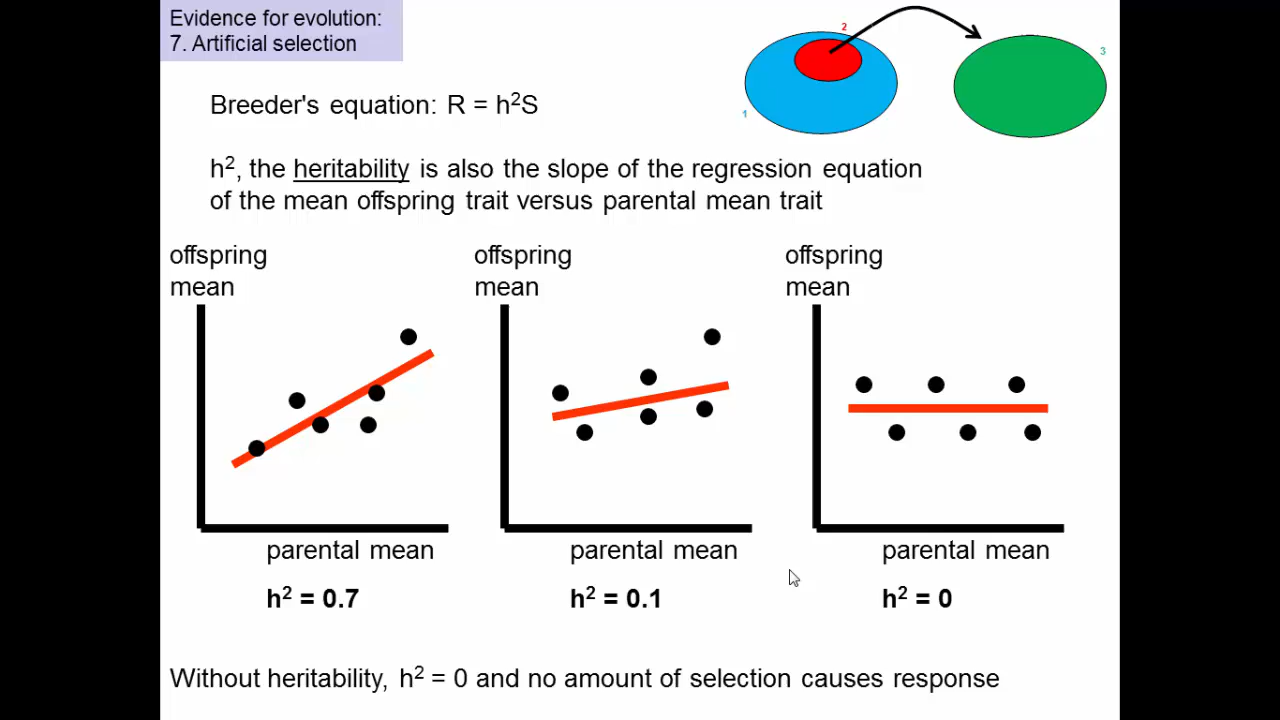 Evidence for evolution:
7. Artificial selection
2
3
1
Breeder's equation: R = h²S
h², the heritability is also the slope of the regression equation
of the mean offspring trait versus parental mean trait
offspring
mean
parental mean
h² = 0.7
offspring
mean
parental mean
h² = 0.1
offspring
mean
parental mean
h² = 0
Without heritability, h² = 0 and no amount of selection causes response